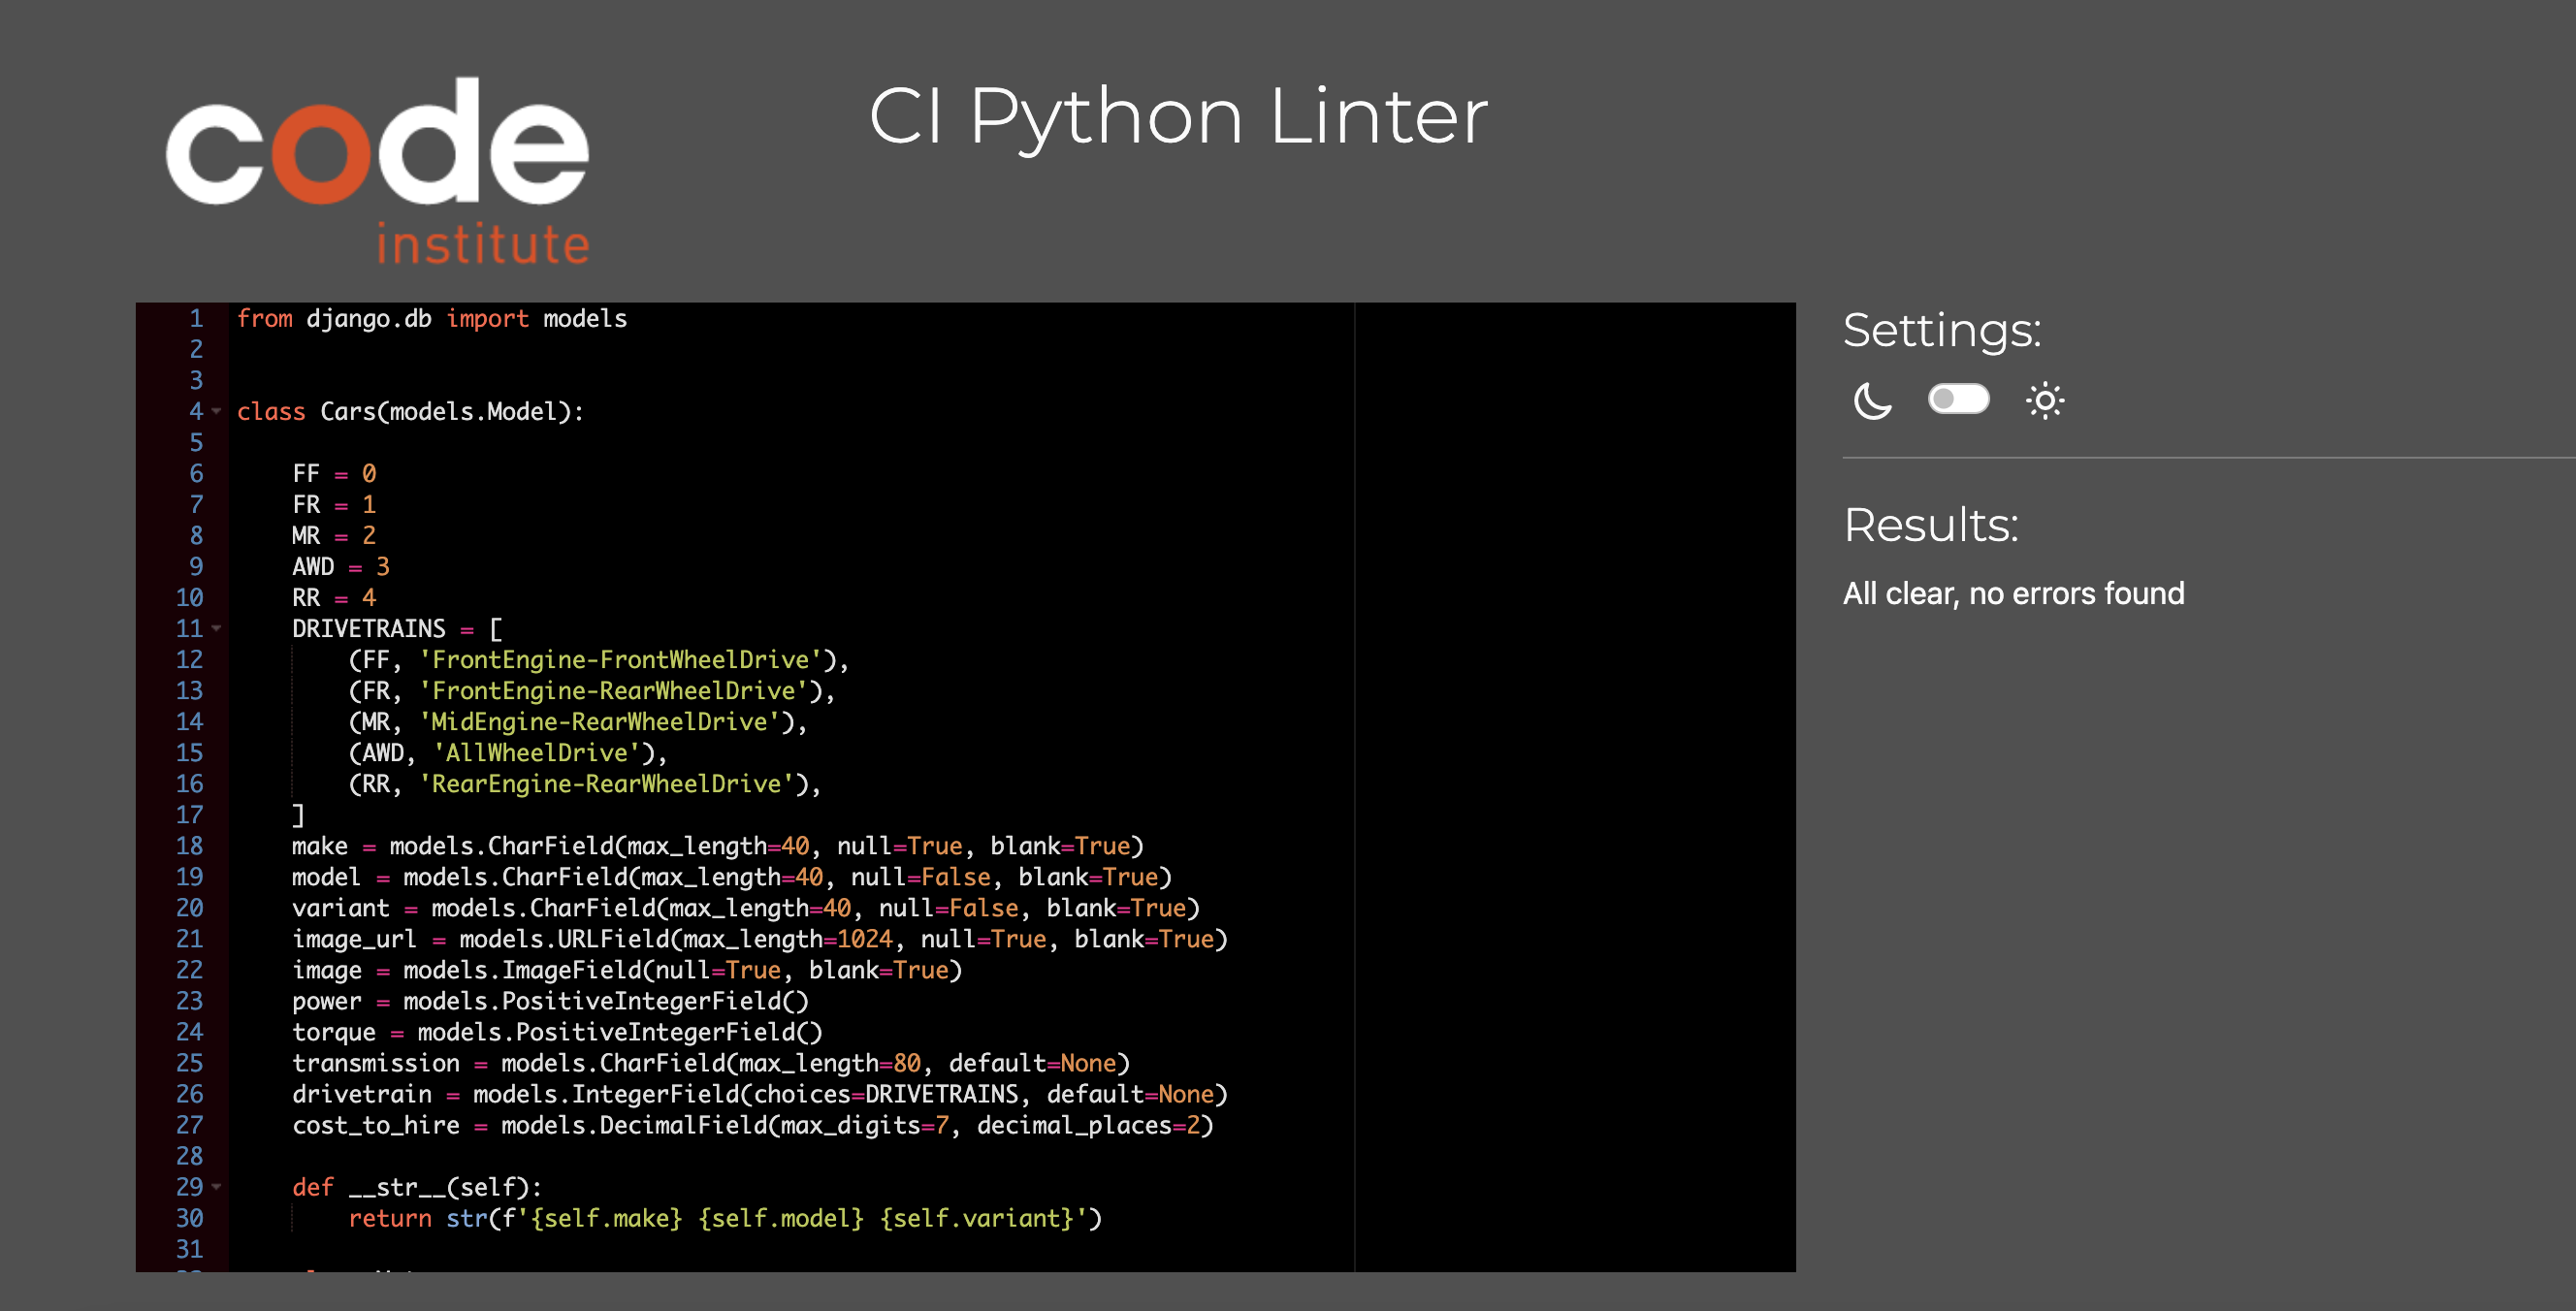 code
institute
CI Python Linter
1 from django.db import models
2
3
4 class Cars(models.Model):
5
6     FF = 0
7     FR = 1
8     MR = 2
9     AWD = 3
10     RR = 4
11     DRIVETRAINS = [
12         (FF, 'FrontEngine-FrontWheelDrive'),
13         (FR, 'FrontEngine-RearWheelDrive'),
14         (MR, 'MidEngine-RearWheelDrive'),
15         (AWD, 'AllWheelDrive'),
16         (RR, 'RearEngine-RearWheelDrive'),
17     ]
18     make = models.CharField(max_length=40, null=True, blank=True)
19     model = models.CharField(max_length=40, null=False, blank=True)
20     variant = models.CharField(max_length=40, null=False, blank=True)
21     image_url = models.URLField(max_length=1024, null=True, blank=True)
22     image = models.ImageField(null=True, blank=True)
23     power = models.PositiveIntegerField()
24     torque = models.PositiveIntegerField()
25     transmission = models.CharField(max_length=80, default=None)
26     drivetrain = models.IntegerField(choices=DRIVETRAINS, default=None)
27     cost_to_hire = models.DecimalField(max_digits=7, decimal_places=2)
28
29     def __str__(self):
30         return str(f'{self.make} {self.model} {self.variant}')
31
Settings:
Results:
All clear, no errors found